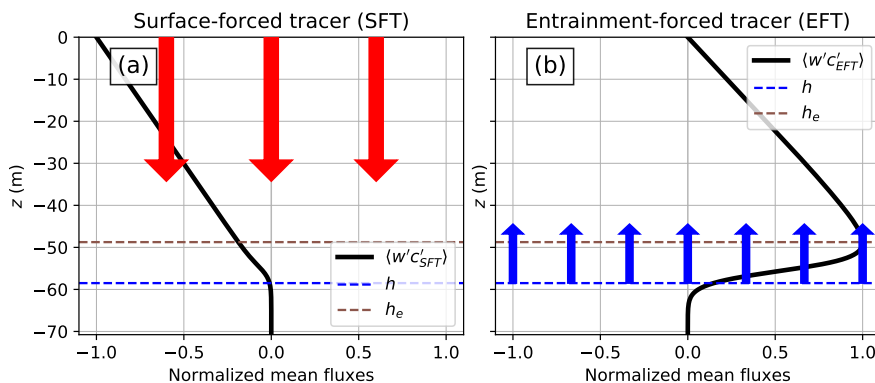 Surface-forced tracer (SFT)
Entrainment-forced tracer (EFT)
(a)
(b)
0
−10
−20
−30
−40
−50
−60
−70
z (m)
z (m)
⟨w'c'SFT⟩
h
he
⟨w'c'EFT⟩
h
he
−1.0 −0.5 0.0 0.5 1.0
−1.0 −0.5 0.0 0.5 1.0
Normalized mean fluxes
Normalized mean fluxes